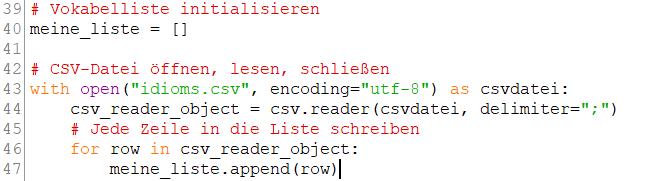 39 # Vokabelliste initialisieren
40 meine_liste = []
41
42 # CSV-Datei öffnen, lesen, schließen
43 with open("idioms.csv", encoding="utf-8") as csvdatei:
44     csv_reader_object = csv.reader(csvdatei, delimiter=";")
45     # Jede Zeile in die Liste schreiben
46     for row in csv_reader_object:
47         meine_liste.append(row)